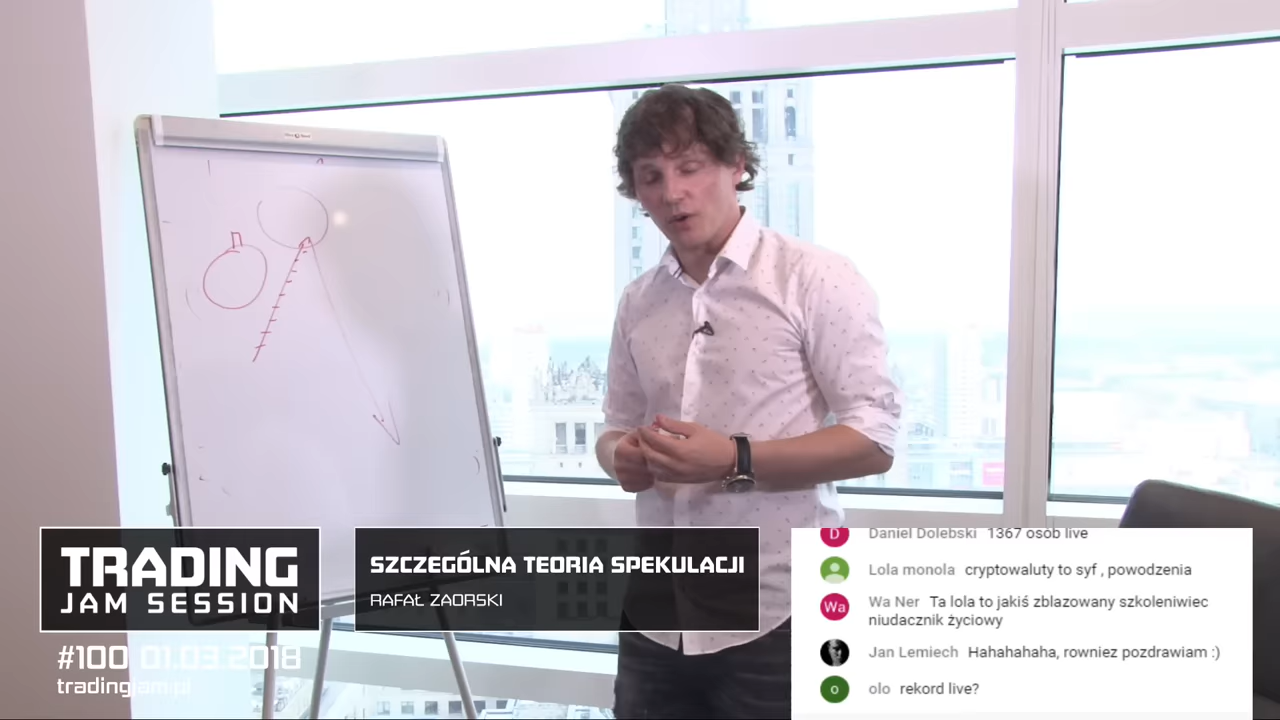 TRADING
JAM SESSION
#100 01.03.2018
tradingjam.pl
SZCZEGÓLNA TEORIA SPEKULACJI
RAFAŁ ZAORSKI
D Daniel Dolebski 1367 osób live
Lola monola cryptowaluty to syf , powodzenia
Wa Wa Ner Ta lola to jakiś zblazowany szkoleniwiec
niudacznik życiowy
Jan Lemiech Hahahahaha, rowniez pozdrawiam :)
o olo rekord live?